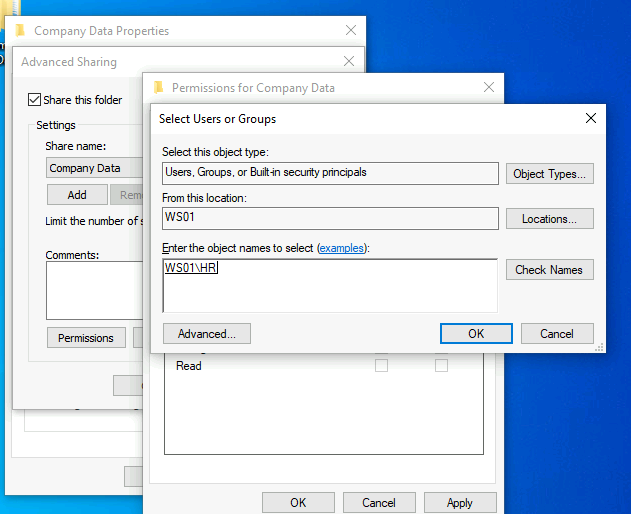 Company Data Properties
Advanced Sharing
Share this folder
Settings
Share name:
Company Data
Add
Limit the number of
Comments:
Permissions
Permissions for Company Data
Select Users or Groups
Select this object type:
Users, Groups, or Built-in security principals
Object Types...
From this location:
WS01
Locations...
Enter the object names to select (examples):
WS01\HR
Check Names
Advanced...
OK
Cancel
Read
OK
Cancel
Apply